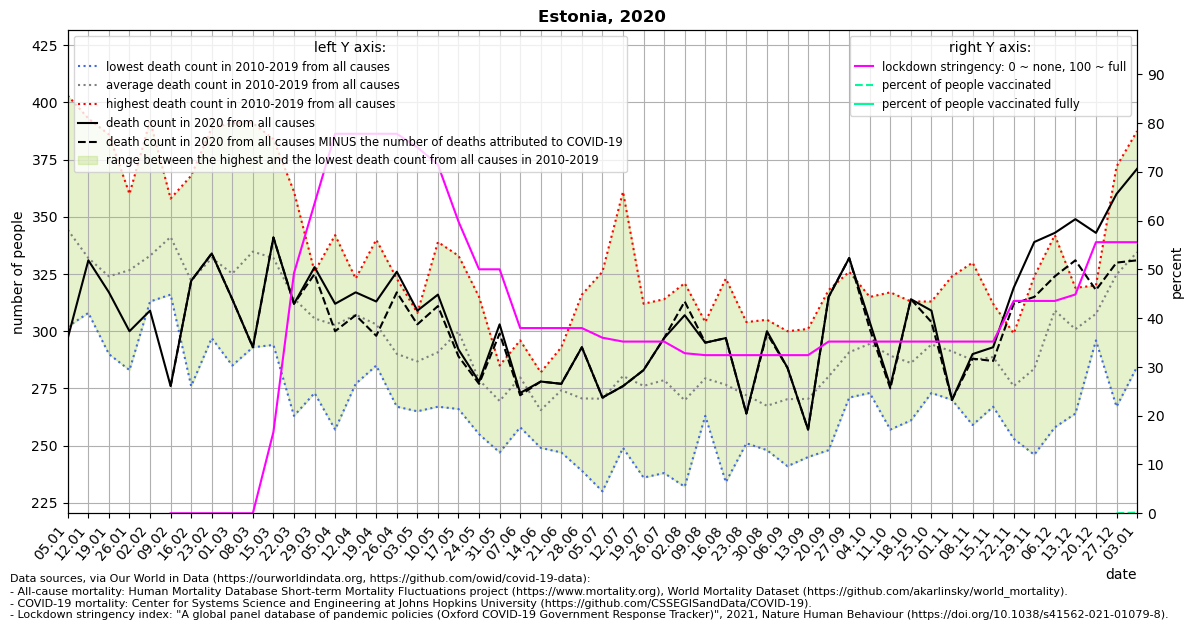 Estonia, 2020
left Y axis:
lowest death count in 2010-2019 from all causes
average death count in 2010-2019 from all causes
highest death count in 2010-2019 from all causes
death count in 2020 from all causes
death count in 2020 from all causes MINUS the number of deaths attributed to COVID-19
range between the highest and the lowest death count from all causes in 2010-2019
right Y axis:
lockdown stringency: 0 ~ none, 100 ~ full
percent of people vaccinated
percent of people vaccinated fully
number of people
425
400
375
350
325
300
275
250
225
percent
90
80
70
60
50
40
30
20
10
0
05.01 12.01 19.01 26.01 02.02 09.02 16.02 23.02 01.03 08.03 15.03 22.03 29.03 05.04 12.04 19.04 26.04 03.05 10.05 17.05 24.05 31.05 07.06 14.06 21.06 28.06 05.07 12.07 19.07 26.07 02.08 09.08 16.08 23.08 30.08 06.09 13.09 20.09 27.09 04.10 11.10 18.10 25.10 01.11 08.11 15.11 22.11 29.11 06.12 13.12 20.12 27.12 03.01
date
Data sources, via Our World in Data (https://ourworldindata.org, https://github.com/owid/covid-19-data):
- All-cause mortality: Human Mortality Database Short-term Mortality Fluctuations project (https://www.mortality.org), World Mortality Dataset (https://github.com/akarlinsky/world_mortality).
- COVID-19 mortality: Center for Systems Science and Engineering at Johns Hopkins University (https://github.com/CSSEGISandData/COVID-19).
- Lockdown stringency index: "A global panel database of pandemic policies (Oxford COVID-19 Government Response Tracker)", 2021, Nature Human Behaviour (https://doi.org/10.1038/s41562-021-01079-8).